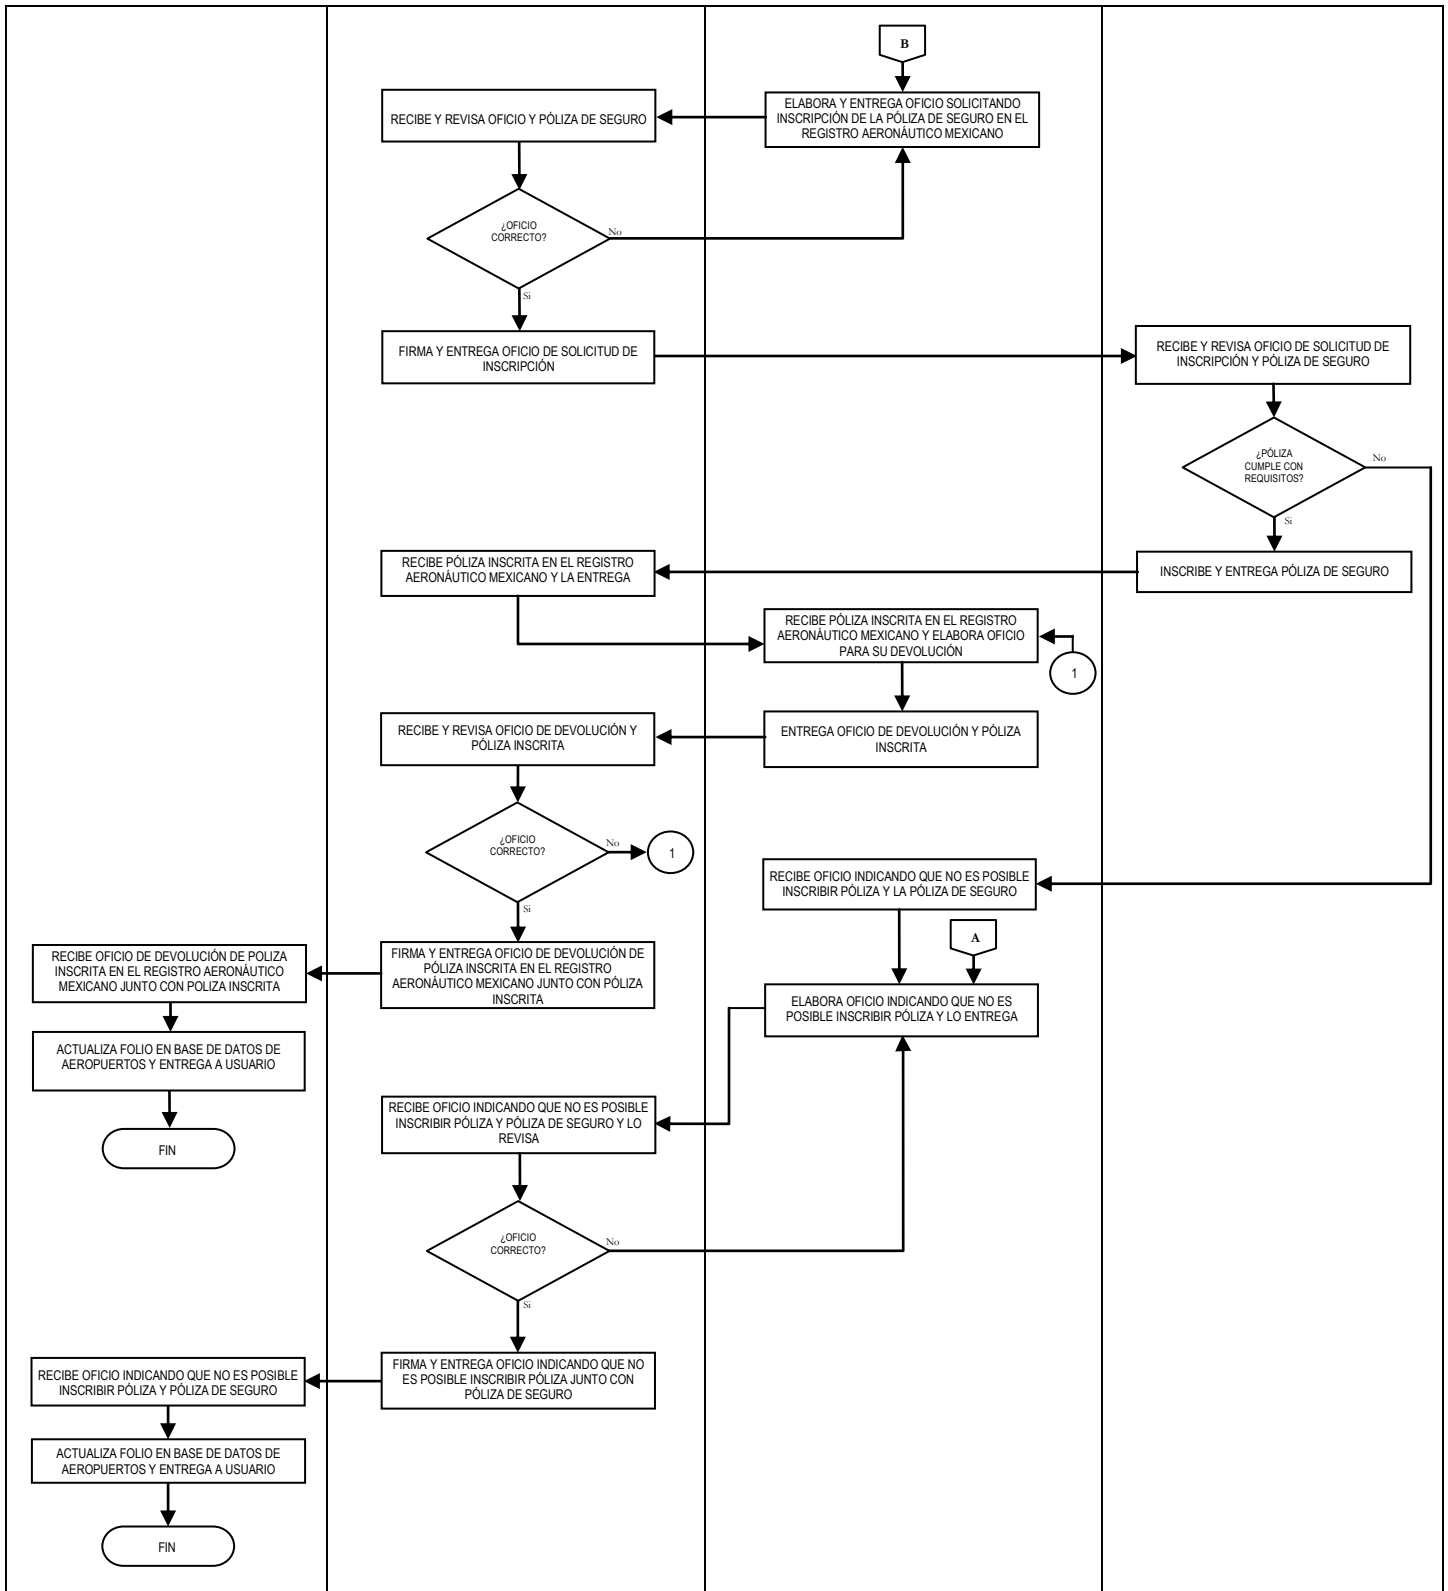 B
ELABORA Y ENTREGA OFICIO SOLICITANDO
INSCRIPCIÓN DE LA PÓLIZA DE SEGURO EN EL
REGISTRO AERONÁUTICO MEXICANO
RECIBE Y REVISA OFICIO Y PÓLIZA DE SEGURO
¿OFICIO
CORRECTO?
No
Si
FIRMA Y ENTREGA OFICIO DE SOLICITUD DE
INSCRIPCIÓN
RECIBE Y REVISA OFICIO DE SOLICITUD DE
INSCRIPCIÓN Y PÓLIZA DE SEGURO
¿PÓLIZA
CUMPLE CON
REQUISITOS?
No
Si
INSCRIBE Y ENTREGA PÓLIZA DE SEGURO
RECIBE PÓLIZA INSCRITA EN EL REGISTRO
AERONÁUTICO MEXICANO Y LA ENTREGA
RECIBE PÓLIZA INSCRITA EN EL REGISTRO
AERONÁUTICO MEXICANO Y ELABORA OFICIO
PARA SU DEVOLUCIÓN
1
ENTREGA OFICIO DE DEVOLUCIÓN Y PÓLIZA
INSCRITA
RECIBE Y REVISA OFICIO DE DEVOLUCIÓN Y
PÓLIZA INSCRITA
¿OFICIO
CORRECTO?
No
1
Si
RECIBE OFICIO INDICANDO QUE NO ES POSIBLE
INSCRIBIR PÓLIZA Y LA PÓLIZA DE SEGURO
A
FIRMA Y ENTREGA OFICIO DE DEVOLUCIÓN DE
PÓLIZA INSCRITA EN EL REGISTRO
AERONÁUTICO MEXICANO JUNTO CON PÓLIZA
INSCRITA
RECIBE OFICIO DE DEVOLUCIÓN DE POLIZA
INSCRITA EN EL REGISTRO AERONÁUTICO
MEXICANO JUNTO CON POLIZA INSCRITA
ELABORA OFICIO INDICANDO QUE NO ES
POSIBLE INSCRIBIR PÓLIZA Y LO ENTREGA
ACTUALIZA FOLIO EN BASE DE DATOS DE
AEROPUERTOS Y ENTREGA A USUARIO
FIN
RECIBE OFICIO INDICANDO QUE NO ES POSIBLE
INSCRIBIR PÓLIZA Y PÓLIZA DE SEGURO Y LO
REVISA
¿OFICIO
CORRECTO?
No
Si
FIRMA Y ENTREGA OFICIO INDICANDO QUE NO
ES POSIBLE INSCRIBIR PÓLIZA JUNTO CON
PÓLIZA DE SEGURO
RECIBE OFICIO INDICANDO QUE NO ES POSIBLE
INSCRIBIR PÓLIZA Y PÓLIZA DE SEGURO
ACTUALIZA FOLIO EN BASE DE DATOS DE
AEROPUERTOS Y ENTREGA A USUARIO
FIN